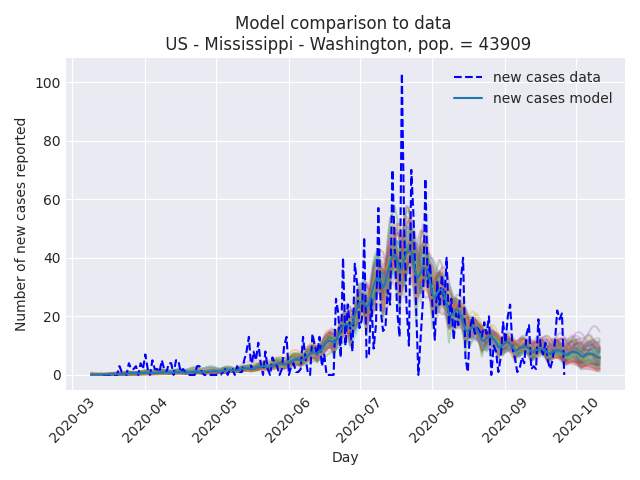 Model comparison to data
US - Mississippi - Washington, pop. = 43909
new cases data
new cases model
Number of new cases reported
100
80
60
40
20
0
2020-03
2020-04
2020-05
2020-06
2020-07
2020-08
2020-09
2020-10
Day